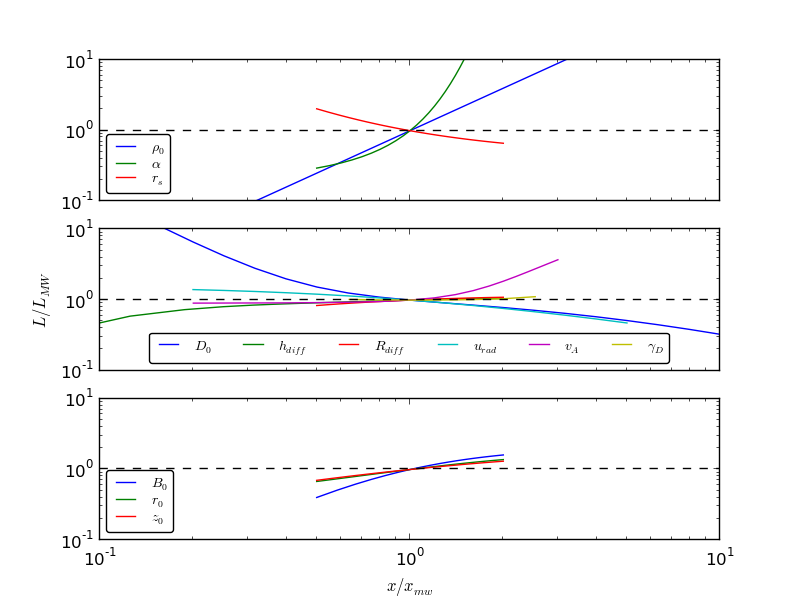 10^1
10^0
10^-1
ρ_0
α
r_s
10^1
10^0
10^-1
L/L_MW
D_0 h_diff R_diff u_rad v_A γ_D
10^1
10^0
10^-1
B_0
r_0
z_0
10^-1 10^0 10^1
x/x_mw